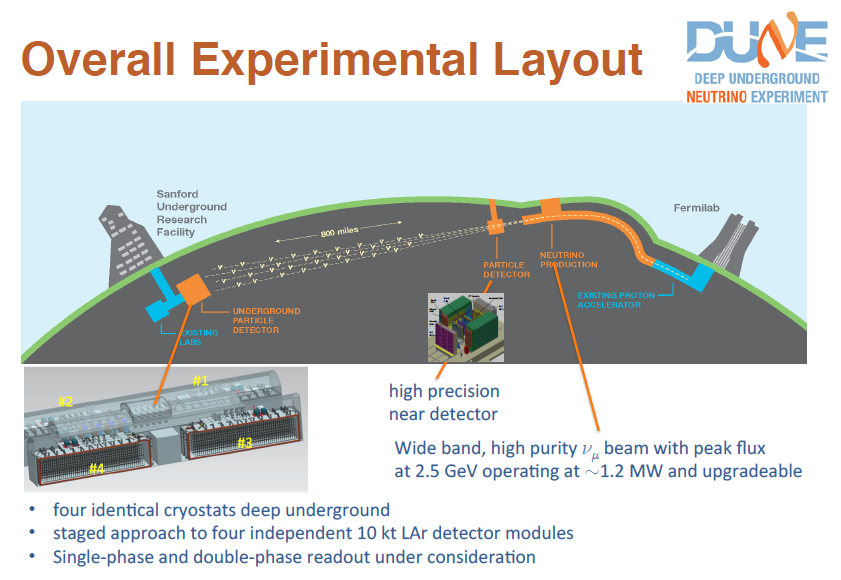 Overall Experimental Layout
DUNE
DEEP UNDERGROUND
NEUTRINO EXPERIMENT
Sanford
Underground
Research
Facility
800 miles
Fermilab
PARTICLE
DETECTOR
NEUTRINO
PRODUCTION
EXISTING PROTON
ACCELERATOR
UNDERGROUND
PARTICLE
DETECTOR
EXISTING
LABS
#1
#2
#3
#4
high precision
near detector
Wide band, high purity νμ beam with peak flux
at 2.5 GeV operating at ∼1.2 MW and upgradeable
• four identical cryostats deep underground
• staged approach to four independent 10 kt LAr detector modules
• Single-phase and double-phase readout under consideration